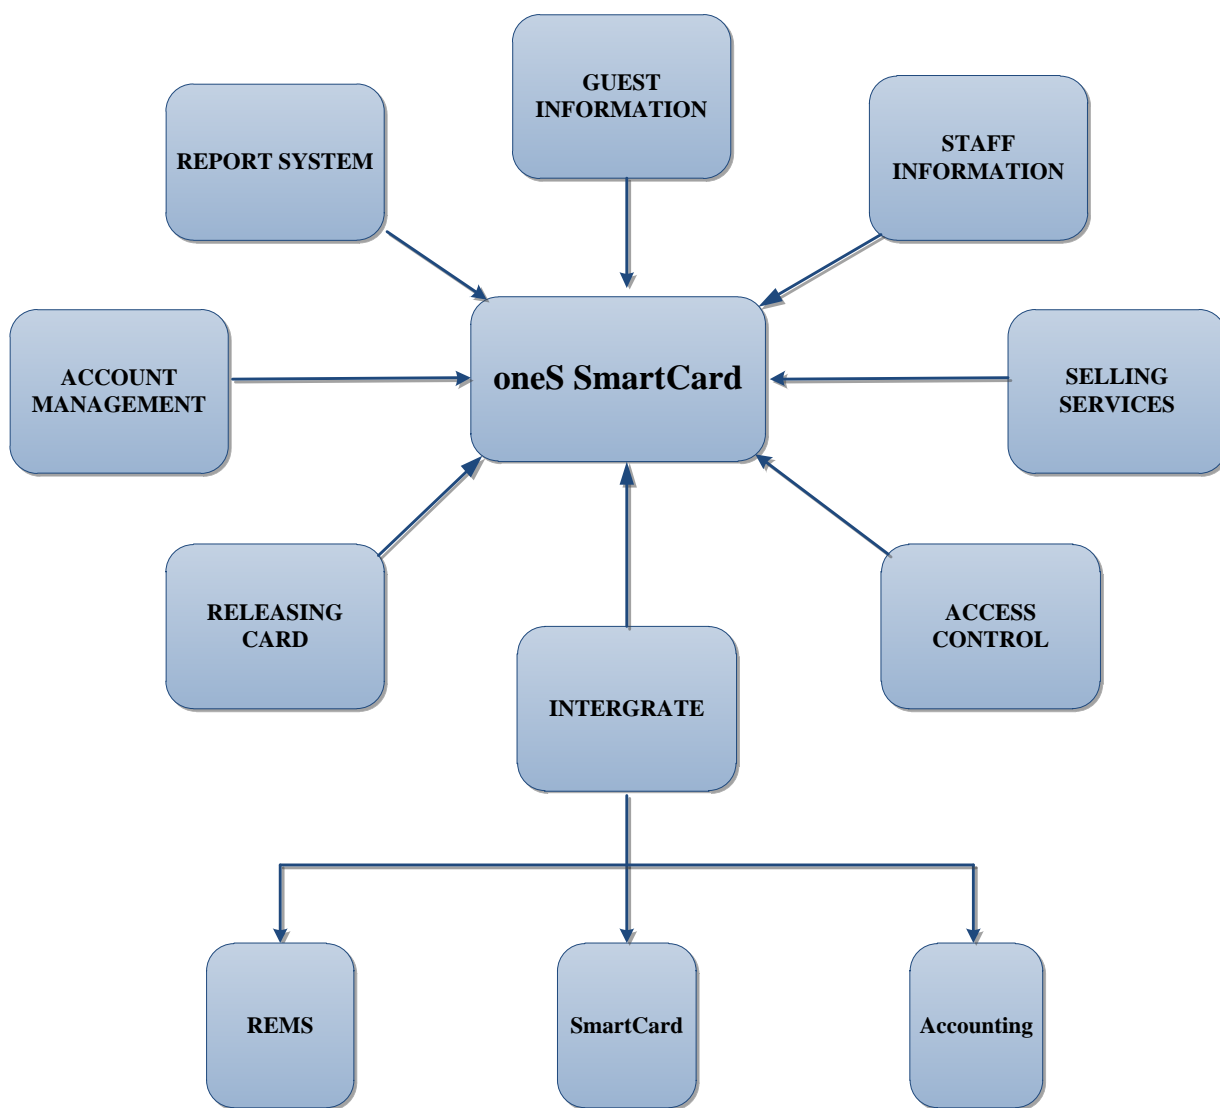 GUEST
INFORMATION
REPORT SYSTEM
STAFF
INFORMATION
ACCOUNT
MANAGEMENT
oneS SmartCard
SELLING
SERVICES
RELEASING
CARD
ACCESS
CONTROL
INTERGRATE
REMS
SmartCard
Accounting